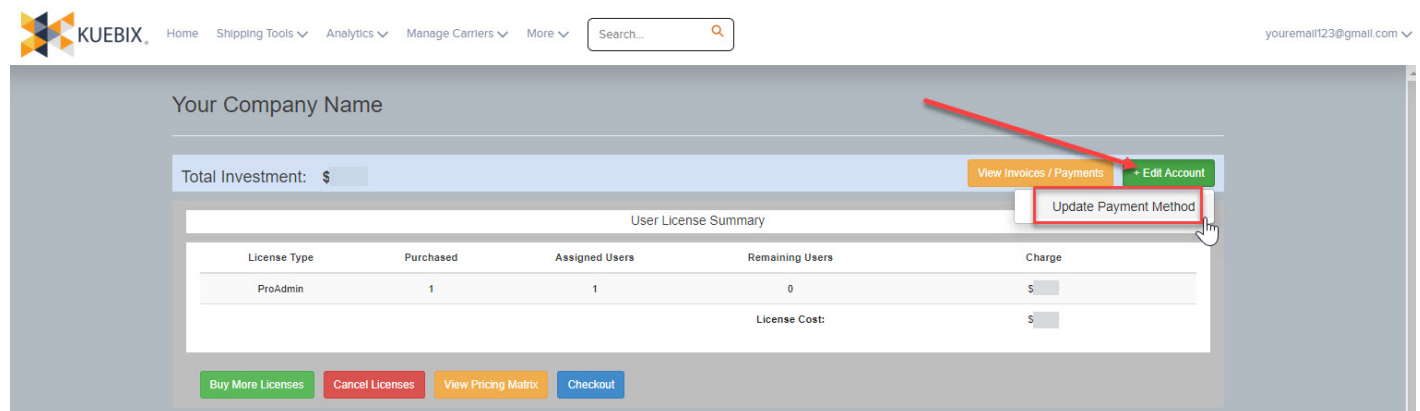 KUEBIX®
Home Shipping Tools Analytics Manage Carriers More Search... youremail123@gmail.com
Your Company Name
Total Investment: $ View Invoices / Payments + Edit Account
Update Payment Method
User License Summary
License Type Purchased Assigned Users Remaining Users Charge
ProAdmin 1 1 0 $
License Cost: $
Buy More Licenses Cancel Licenses View Pricing Matrix Checkout